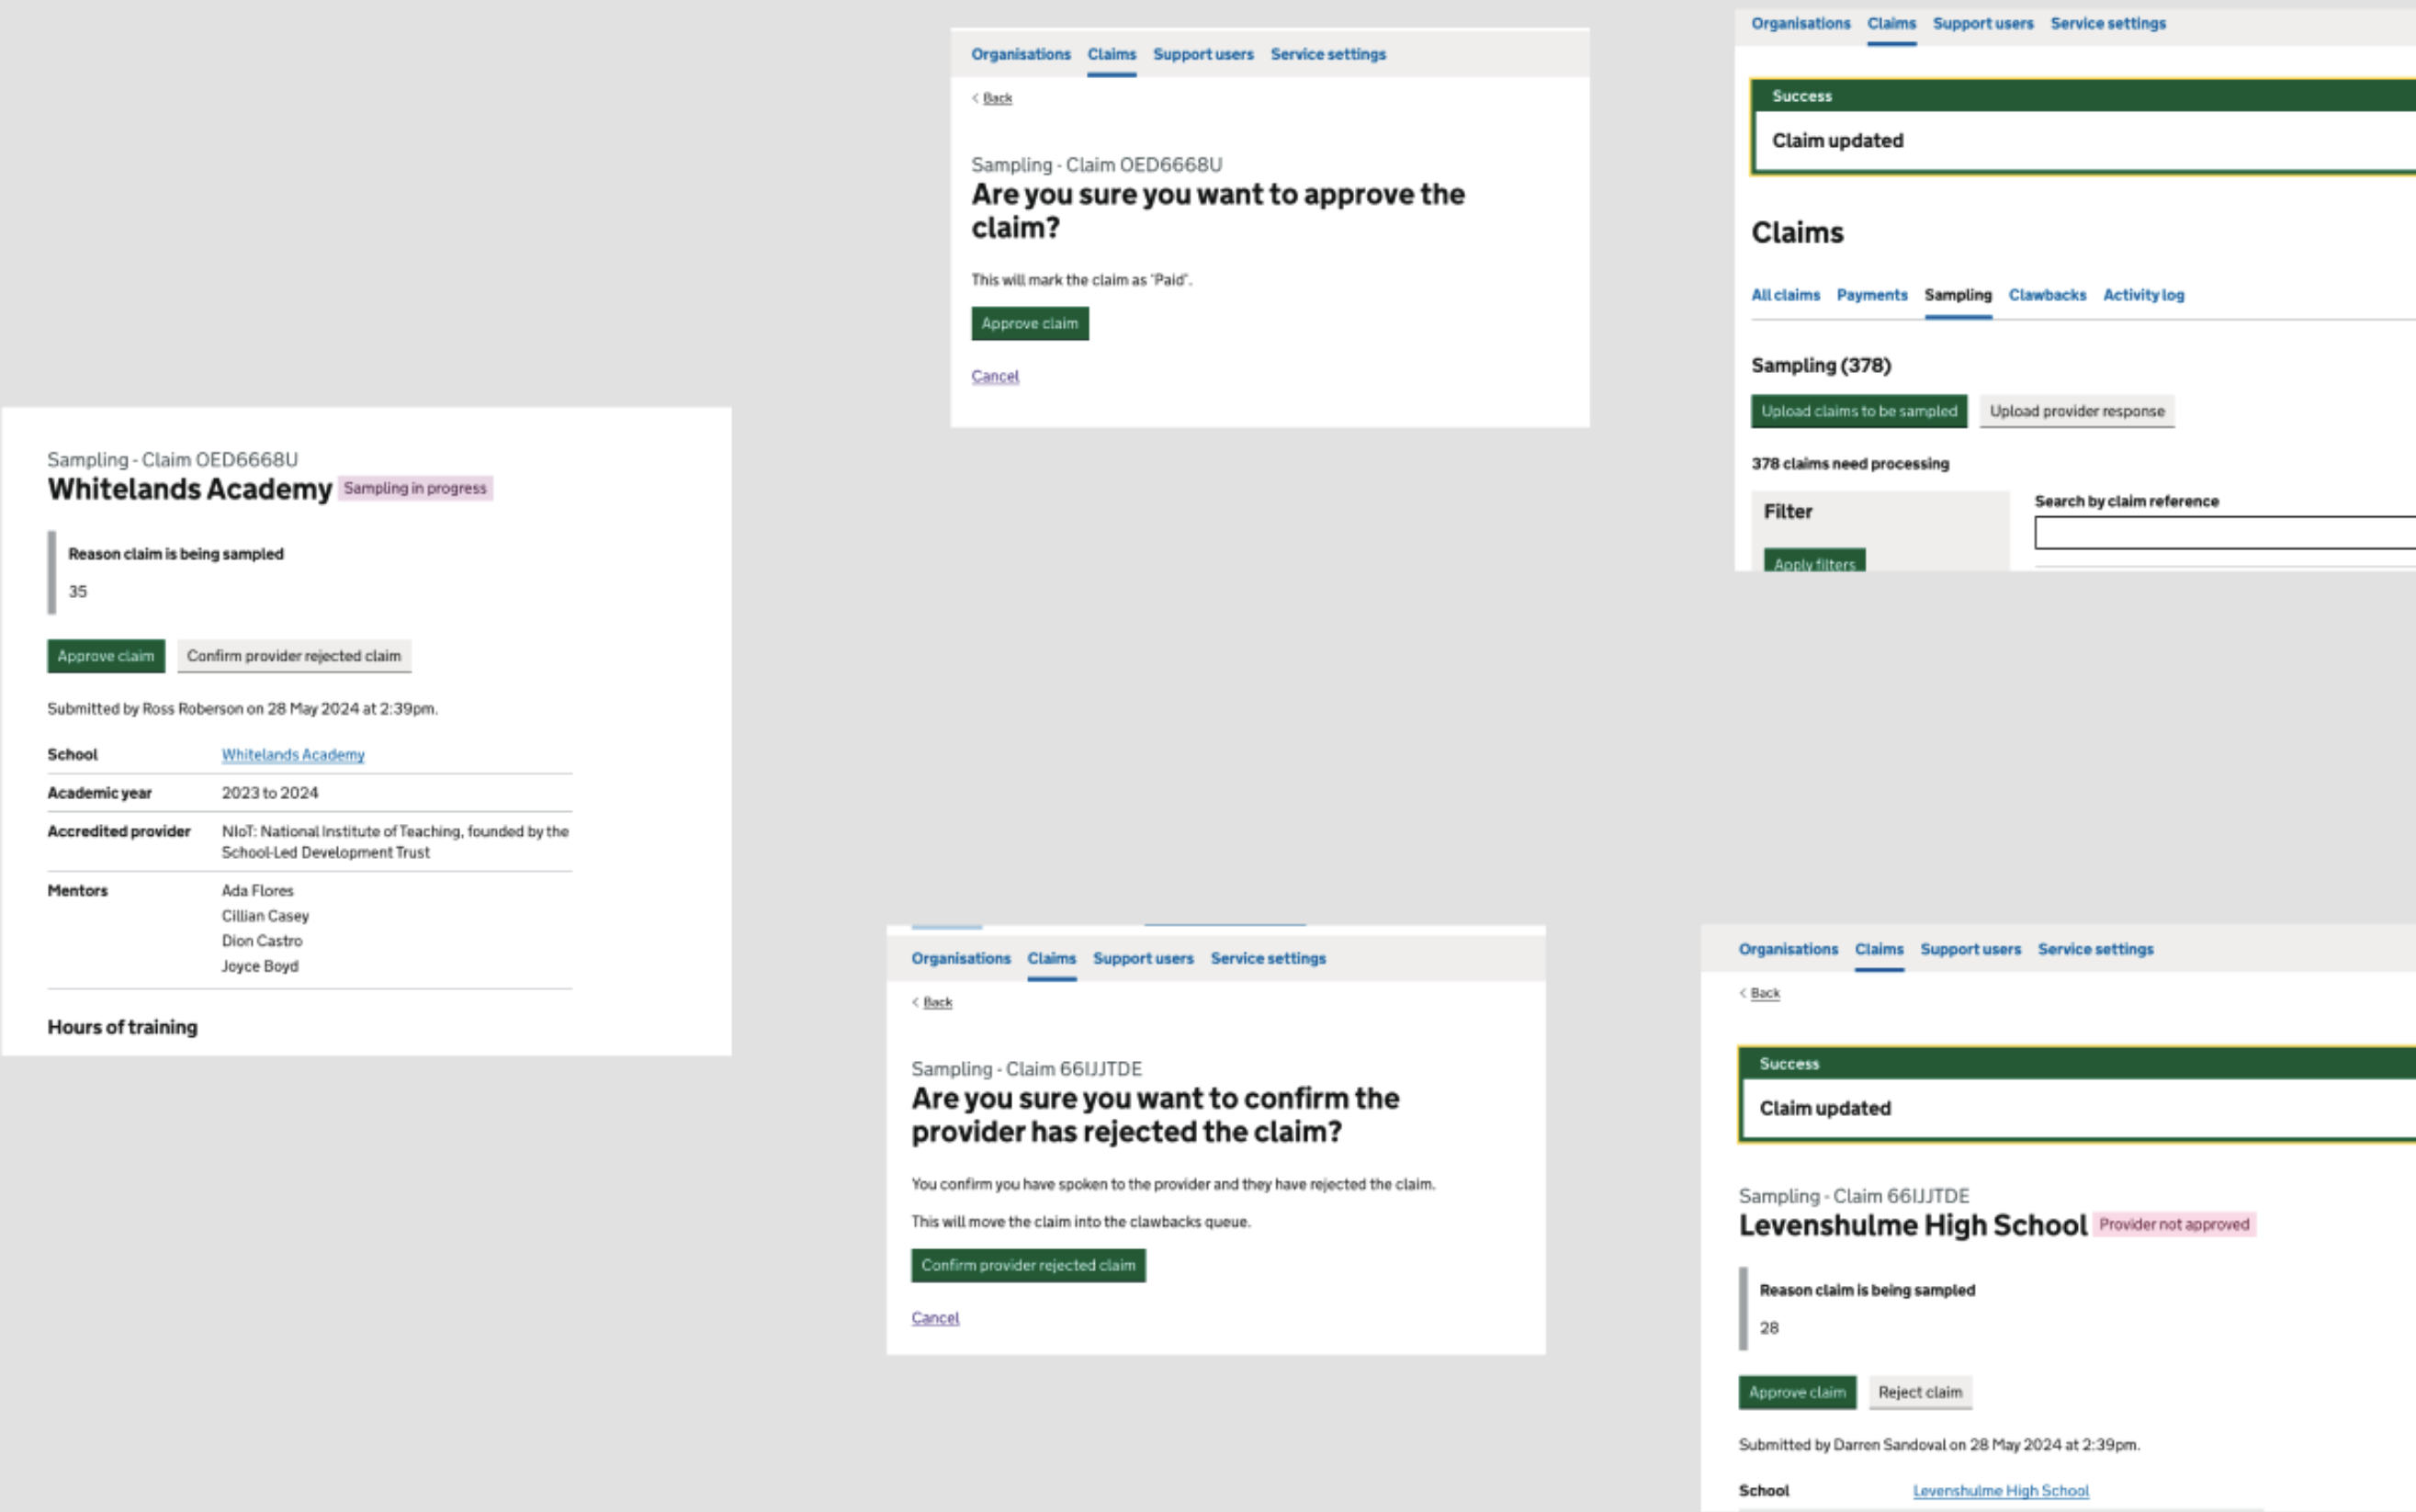 Sampling - Claim OED6668U
Whitelands Academy Sampling in progress
Reason claim is being sampled
35
Approve claim Confirm provider rejected claim
Submitted by Ross Roberson on 28 May 2024 at 2:39pm.
School Whitelands Academy
Academic year 2023 to 2024
Accredited provider NIoT: National Institute of Teaching, founded by the
School-Led Development Trust
Mentors Ada Flores
Cillian Casey
Dion Castro
Joyce Boyd
Hours of training
Organisations Claims Support users Service settings
< Back
Sampling - Claim OED6668U
Are you sure you want to approve the
claim?
This will mark the claim as 'Paid'.
Approve claim
Cancel
Organisations Claims Support users Service settings
Success
Claim updated
Claims
All claims Payments Sampling Clawbacks Activity log
Sampling (378)
Upload claims to be sampled Upload provider response
378 claims need processing
Filter
Search by claim reference
Apply filters
Organisations Claims Support users Service settings
< Back
Sampling - Claim 66IJJTDE
Are you sure you want to confirm the
provider has rejected the claim?
You confirm you have spoken to the provider and they have rejected the claim.
This will move the claim into the clawbacks queue.
Confirm provider rejected claim
Cancel
Organisations Claims Support users Service settings
< Back
Success
Claim updated
Sampling - Claim 66IJJTDE
Levenshulme High School Provider not approved
Reason claim is being sampled
28
Approve claim Reject claim
Submitted by Darren Sandoval on 28 May 2024 at 2:39pm.
School Levenshulme High School